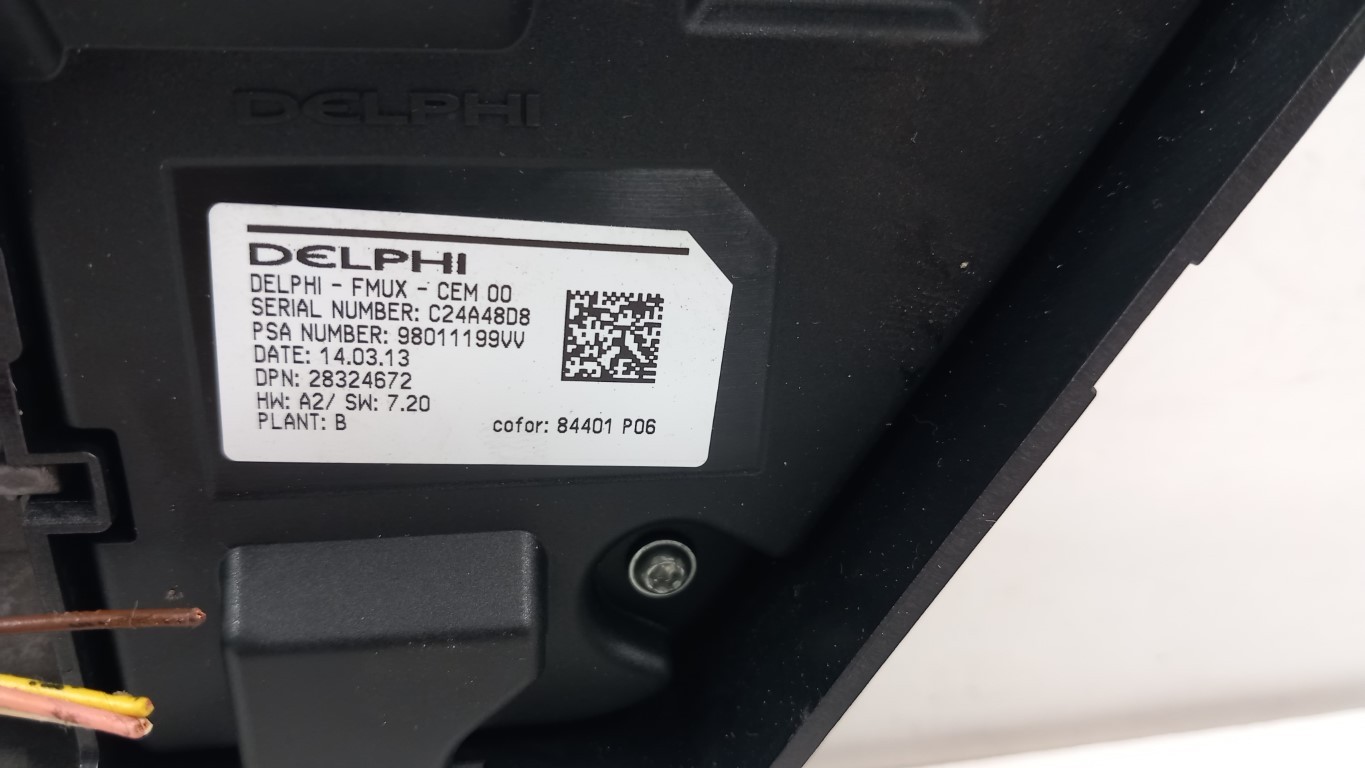 DELPHI
DELPHI
DELPHI - FMUX - CEM 00
SERIAL NUMBER: C24A48D8
PSA NUMBER: 98011199VV
DATE: 14.03.13
DPN: 28324672
HW: A2/ SW: 7.20
PLANT: B
cofor: 84401 P06